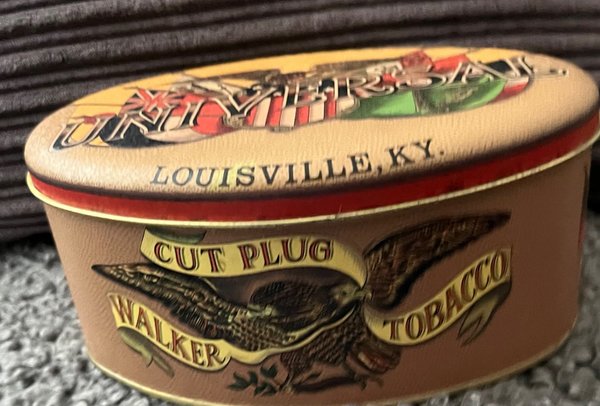 UNIVERSAL
LOUISVILLE, KY.
CUT PLUG
WALKER TOBACCO